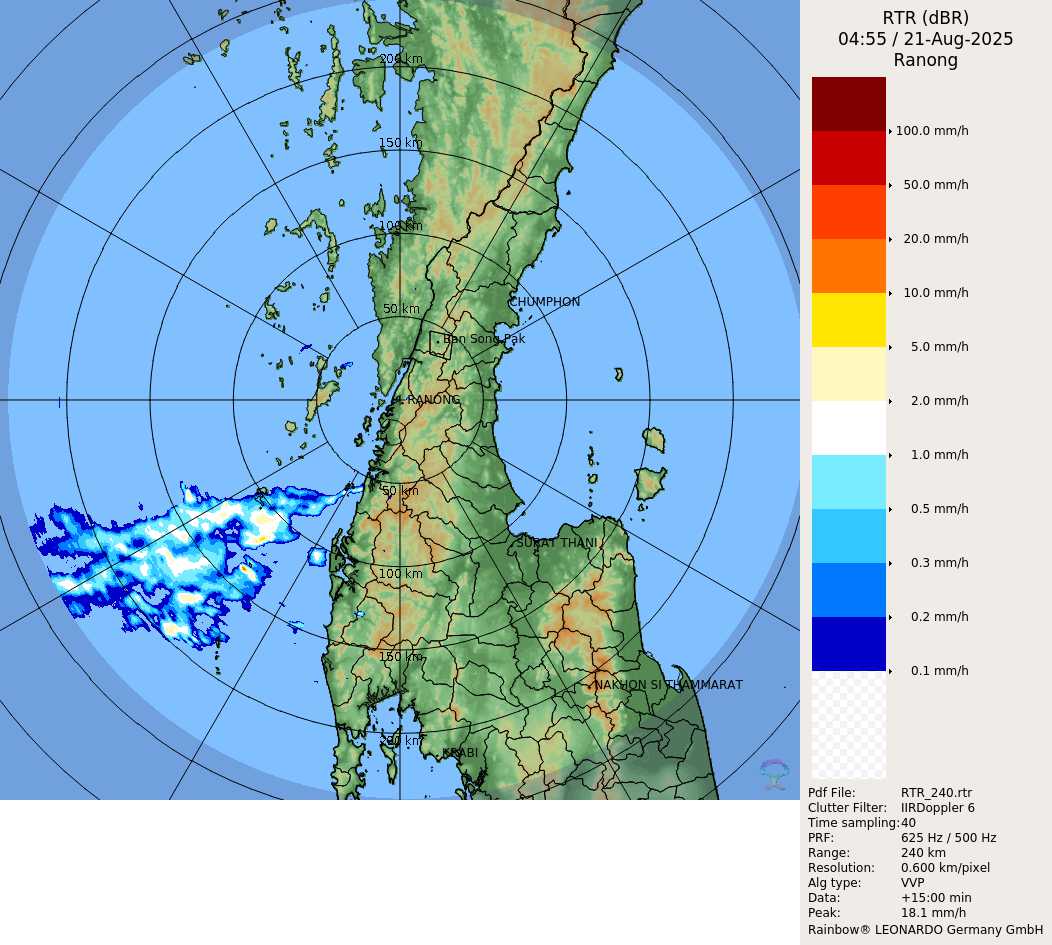 RTR (dBR)
04:55 / 21-Aug-2025
Ranong
200 km
150 km
100 km
50 km
CHUMPHON
Ban Song Pak
RANONG
50 km
SURAT THANI
100 km
150 km
NAKHON SI THAMMARAT
200 km
KRABI
100.0 mm/h
50.0 mm/h
20.0 mm/h
10.0 mm/h
5.0 mm/h
2.0 mm/h
1.0 mm/h
0.5 mm/h
0.3 mm/h
0.2 mm/h
0.1 mm/h
Pdf File: RTR_240.rtr
Clutter Filter: IIRDoppler 6
Time sampling:40
PRF: 625 Hz / 500 Hz
Range: 240 km
Resolution: 0.600 km/pixel
Alg type: VVP
Data: +15:00 min
Peak: 18.1 mm/h
Rainbow® LEONARDO Germany GmbH